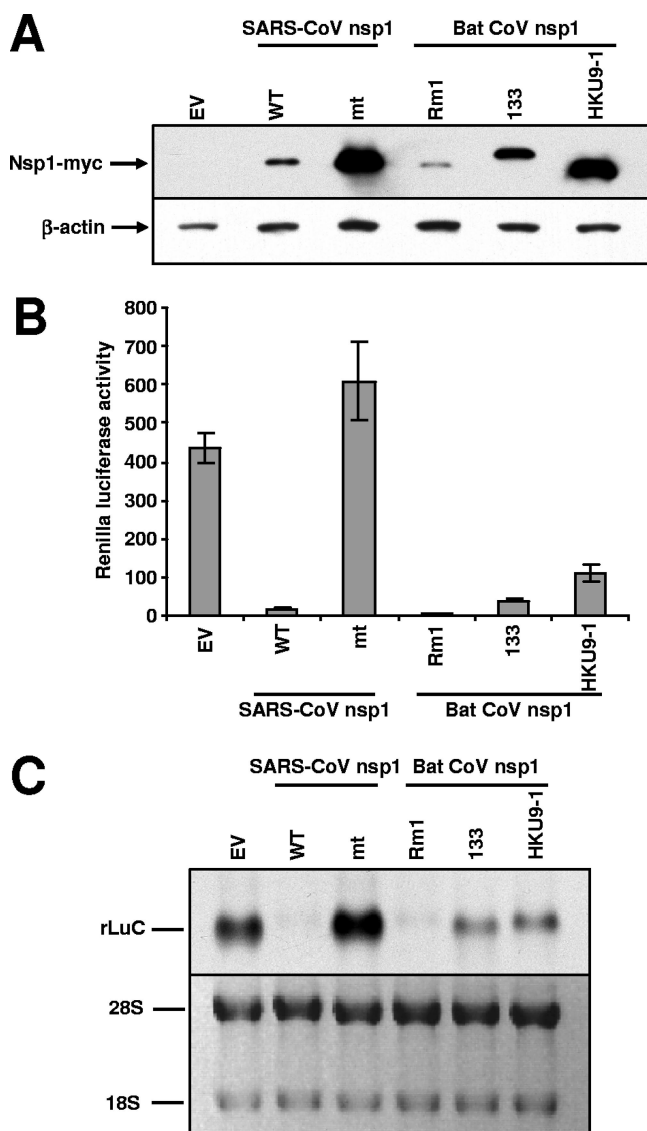 A
SARS-CoV nsp1 Bat CoV nsp1
EV WT mt Rm1 133 HKU9-1
Nsp1-myc
β-actin
B
Renilla luciferase activity
800
700
600
500
400
300
200
100
0
EV WT mt Rm1 133 HKU9-1
SARS-CoV nsp1 Bat CoV nsp1
C
SARS-CoV nsp1 Bat CoV nsp1
EV WT mt Rm1 133 HKU9-1
rLuC
28S
18S